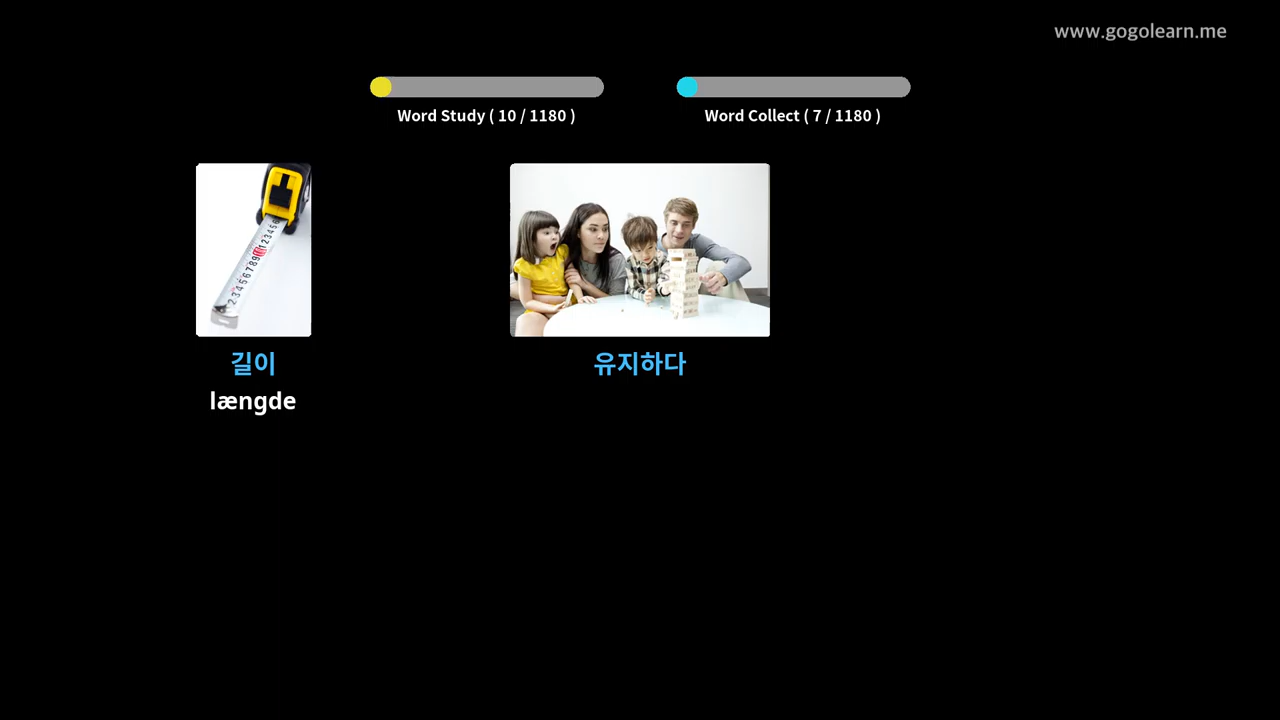 www.gogolearn.me
Word Study ( 10 / 1180 )
Word Collect ( 7 / 1180 )
길이
længde
유지하다